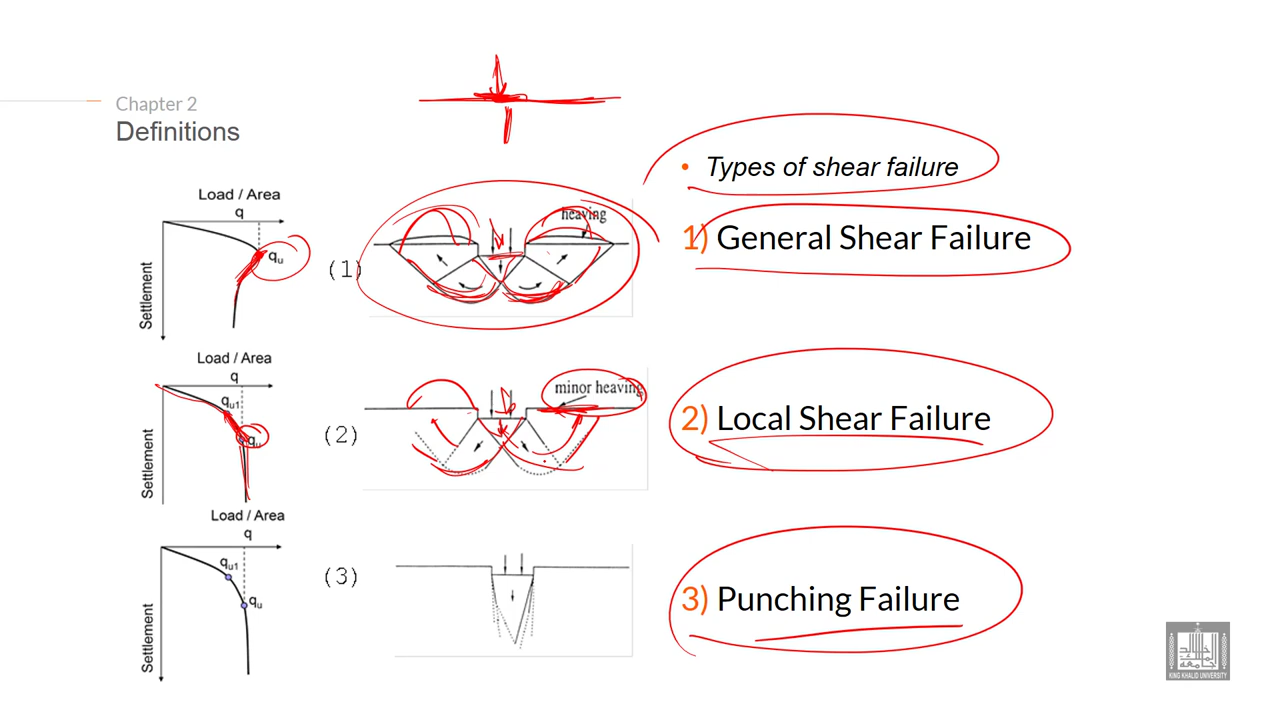 Chapter 2
Definitions
• Types of shear failure
Load / Area
q
qu
Settlement
(1)
heaving
1) General Shear Failure
Load / Area
q
qu1
qu
Settlement
(2)
minor heaving
2) Local Shear Failure
Load / Area
q
qu1
qu
Settlement
(3)
3) Punching Failure
KING KHALID UNIVERSITY